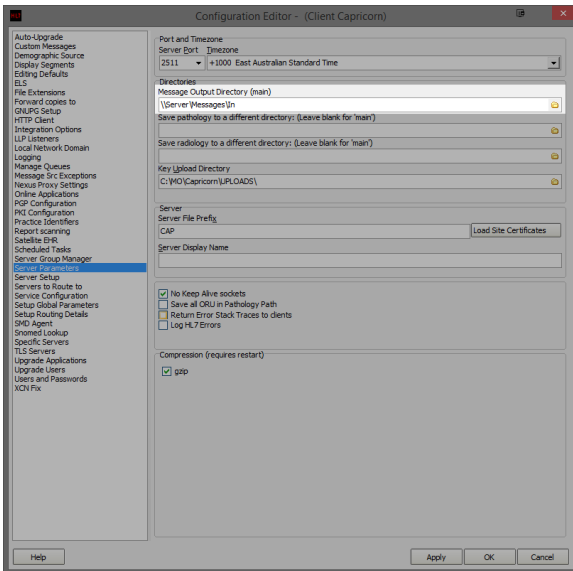 Configuration Editor - (Client Capricorn)
Auto-Upgrade
Custom Messages
Demographic Source
Display Segments
Editing Defaults
ELS
File Extensions
Forward copies to
GNUPG Setup
HTTP Client
Integration Options
LLP Listeners
Local Network Domain
Logging
Manage Queues
Message Src Exceptions
Nexus Proxy Settings
Online Applications
PGP Configuration
PKI Configuration
Practice Identifiers
Report scanning
Satellite EHR
Scheduled Tasks
Server Group Manager
Server Parameters
Server Setup
Servers to Route to
Service Configuration
Setup Global Parameters
Setup Routing Details
SMD Agent
Snomed Lookup
Specific Servers
TLS Servers
Upgrade Applications
Upgrade Users
Users and Passwords
XCN Fix
Port and Timezone
Server Port Timezone
2511 +1000 East Australian Standard Time
Directories
Message Output Directory (main)
\\Server\Messages\In
Save pathology to a different directory: (Leave blank for 'main')
Save radiology to a different directory: (Leave blank for 'main')
Key Upload Directory
C:\MO\Capricorn\UPLOADS\
Server
Server File Prefix
CAP Load Site Certificates
Server Display Name
No Keep Alive sockets
Save all ORU in Pathology Path
Return Error Stack Traces to clients
Log HL7 Errors
Compression (requires restart)
gzip
Help Apply OK Cancel